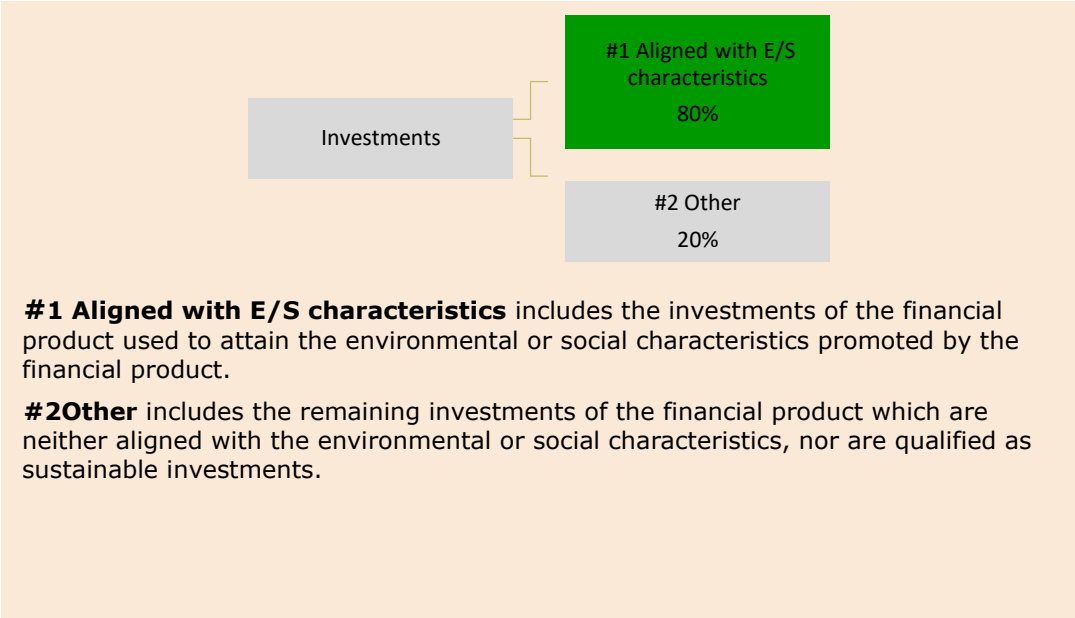 #1 Aligned with E/S
characteristics
80%
Investments
#2 Other
20%
#1 Aligned with E/S characteristics includes the investments of the financial
product used to attain the environmental or social characteristics promoted by the
financial product.
#2Other includes the remaining investments of the financial product which are
neither aligned with the environmental or social characteristics, nor are qualified as
sustainable investments.